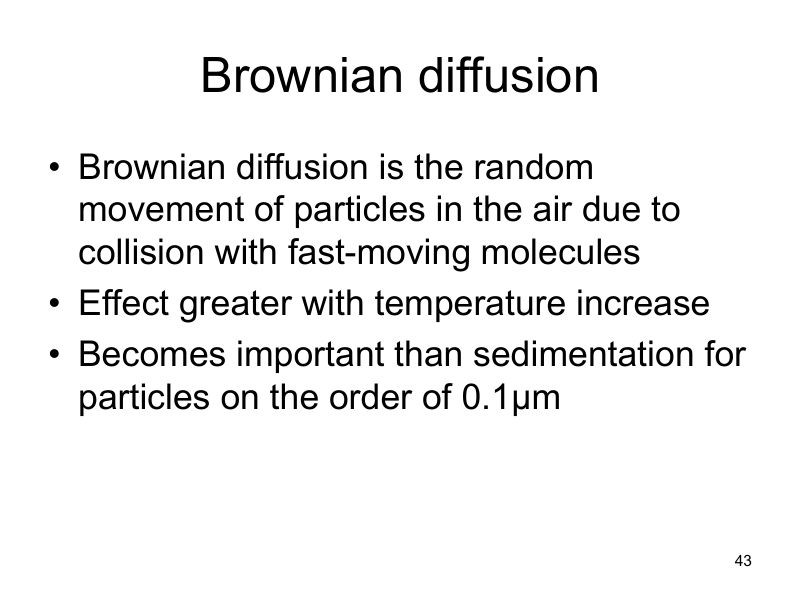 Brownian diffusion
• Brownian diffusion is the random
movement of particles in the air due to
collision with fast-moving molecules
• Effect greater with temperature increase
• Becomes important than sedimentation for
particles on the order of 0.1µm
43